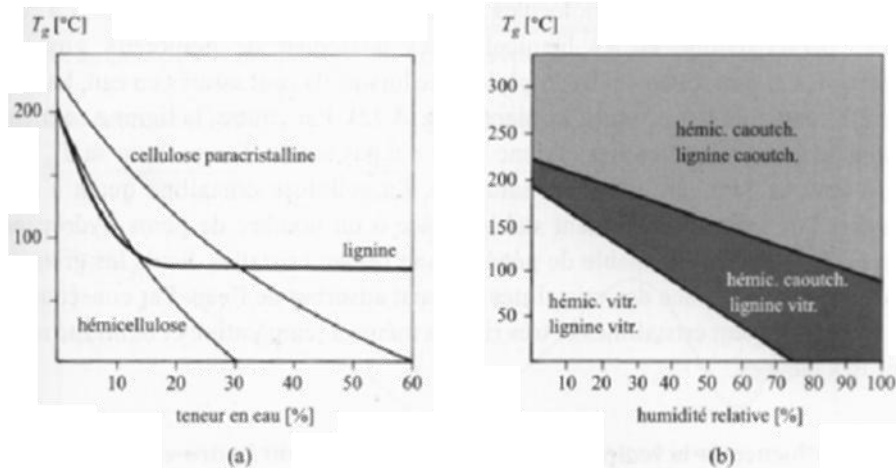 T_g [°C]
200
100
cellulose paracristalline
lignine
hémicellulose
10 20 30 40 50 60
teneur en eau [%]
(a)
T_g [°C]
300
250
200
150
100
50
hémic. caoutch.
lignine caoutch.
hémic. caoutch.
lignine vitr.
hémic. vitr.
lignine vitr.
10 20 30 40 50 60 70 80 90 100
humidité relative [%]
(b)